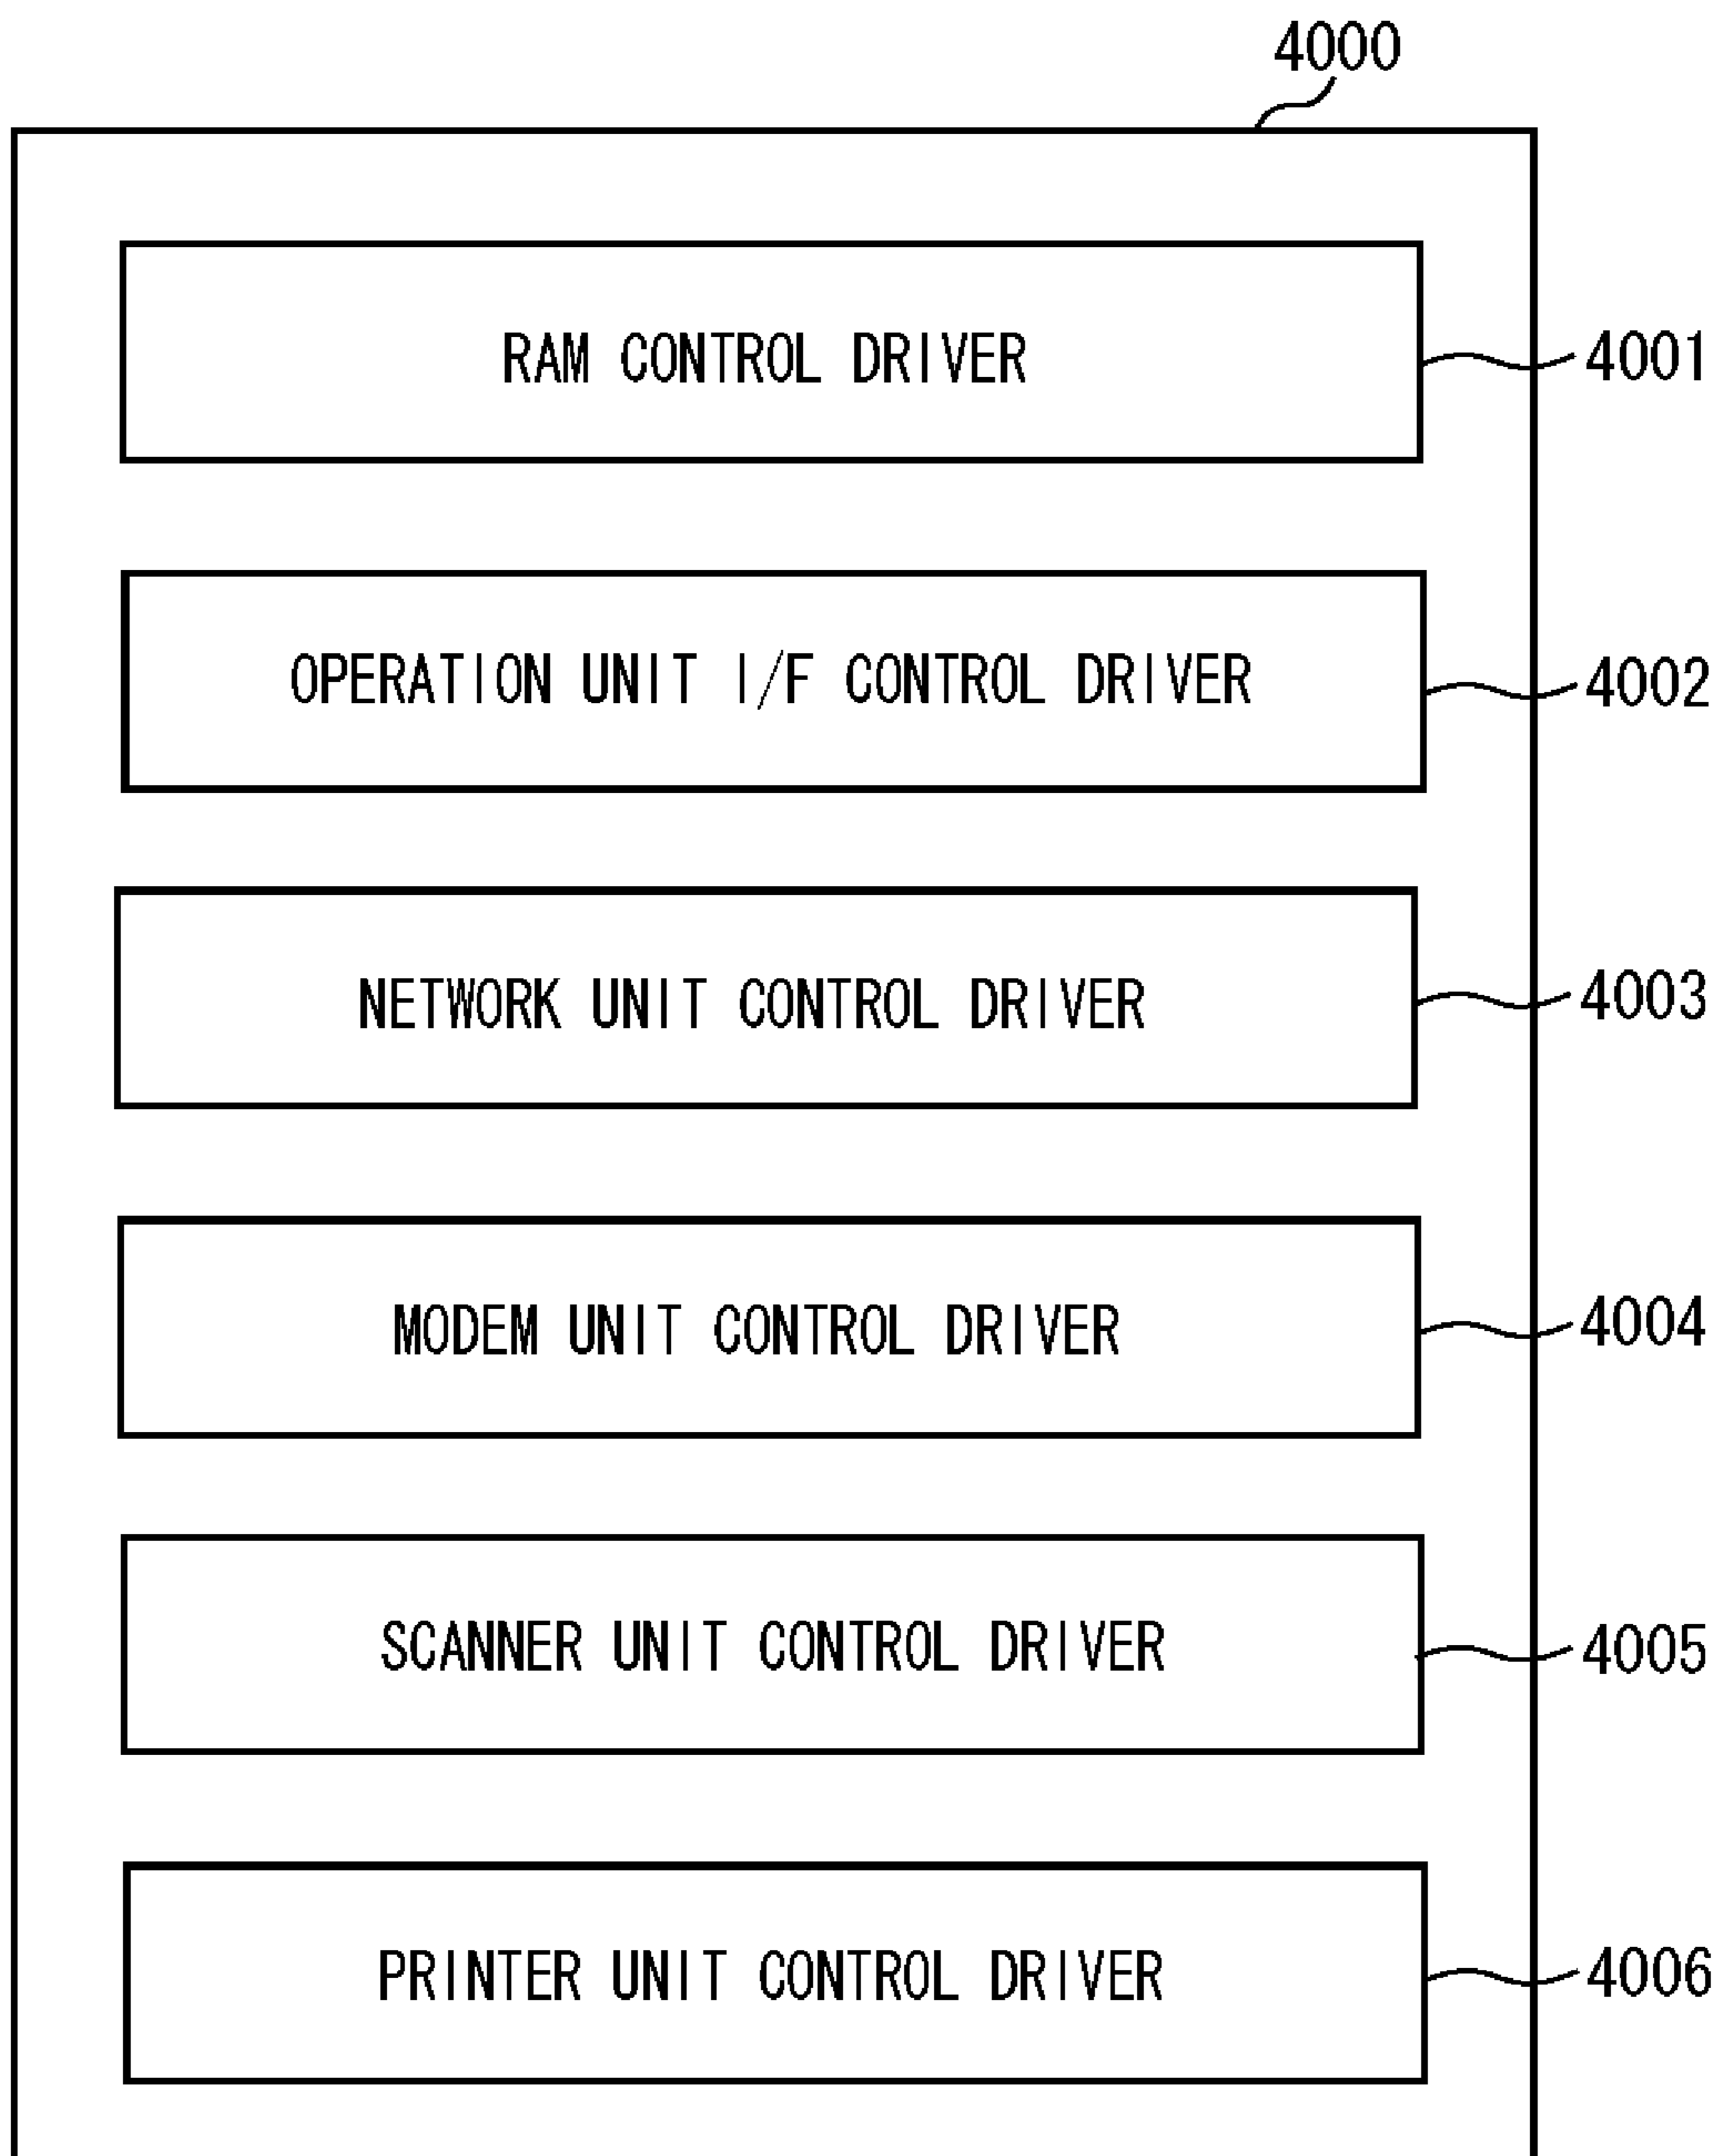 4000
RAM CONTROL DRIVER
4001
OPERATION UNIT I/F CONTROL DRIVER
4002
NETWORK UNIT CONTROL DRIVER
4003
MODEM UNIT CONTROL DRIVER
4004
SCANNER UNIT CONTROL DRIVER
4005
PRINTER UNIT CONTROL DRIVER
4006